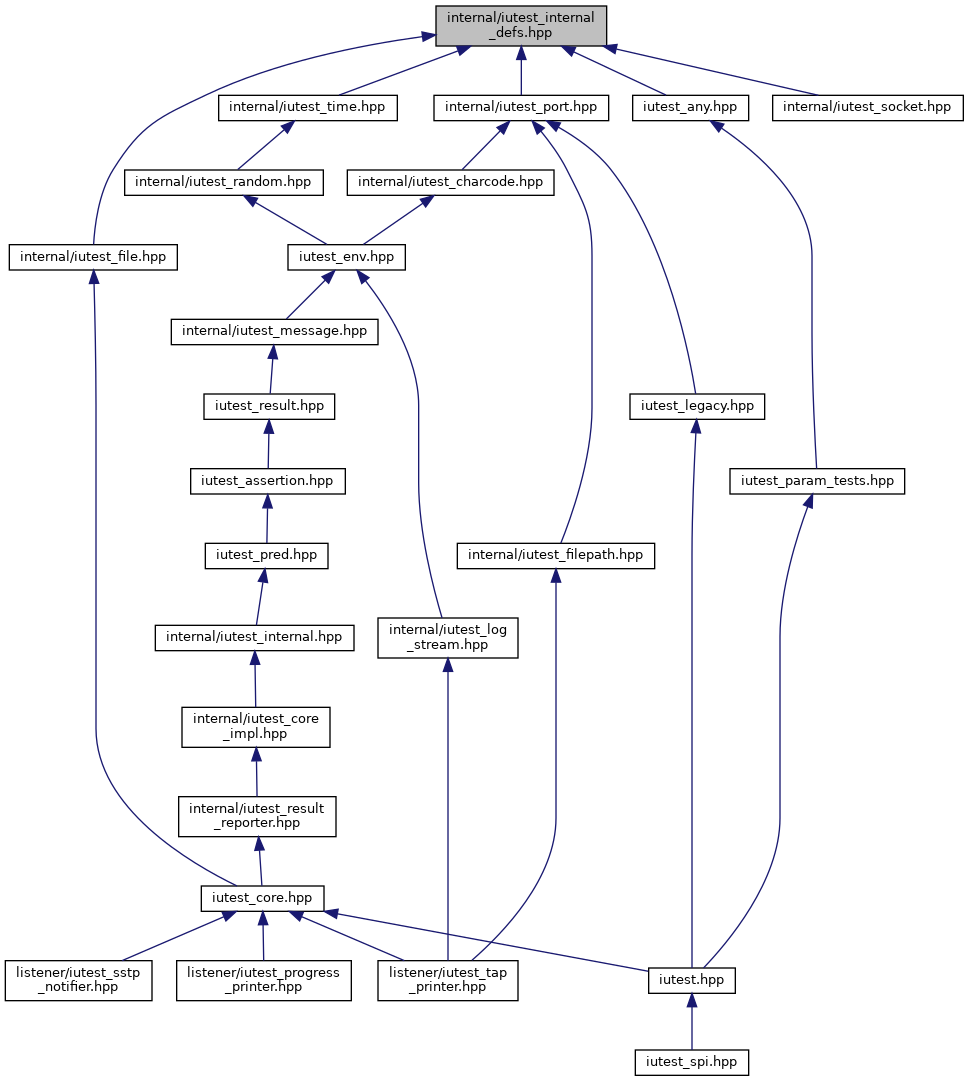 internal/iutest_internal
_defs.hpp
internal/iutest_time.hpp
internal/iutest_port.hpp
iutest_any.hpp
internal/iutest_socket.hpp
internal/iutest_random.hpp
internal/iutest_charcode.hpp
internal/iutest_file.hpp
iutest_env.hpp
internal/iutest_message.hpp
iutest_result.hpp
iutest_legacy.hpp
iutest_assertion.hpp
iutest_param_tests.hpp
iutest_pred.hpp
internal/iutest_filepath.hpp
internal/iutest_internal.hpp
internal/iutest_log
_stream.hpp
internal/iutest_core
_impl.hpp
internal/iutest_result
_reporter.hpp
iutest_core.hpp
listener/iutest_sstp
_notifier.hpp
listener/iutest_progress
_printer.hpp
listener/iutest_tap
_printer.hpp
iutest.hpp
iutest_spi.hpp